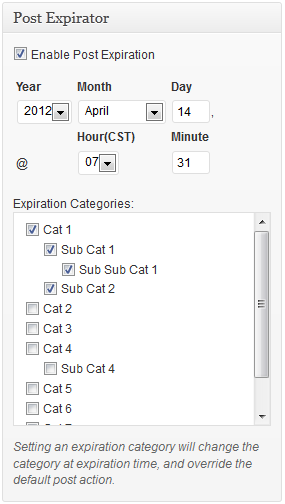 Post Expirator
Enable Post Expiration
Year Month Day
2012 April 14 ,
Hour(CST) Minute
@ 07 31
Expiration Categories:
Cat 1
Sub Cat 1
Sub Sub Cat 1
Sub Cat 2
Cat 2
Cat 3
Cat 4
Sub Cat 4
Cat 5
Cat 6
Setting an expiration category will change the
category at expiration time, and override the
default post action.